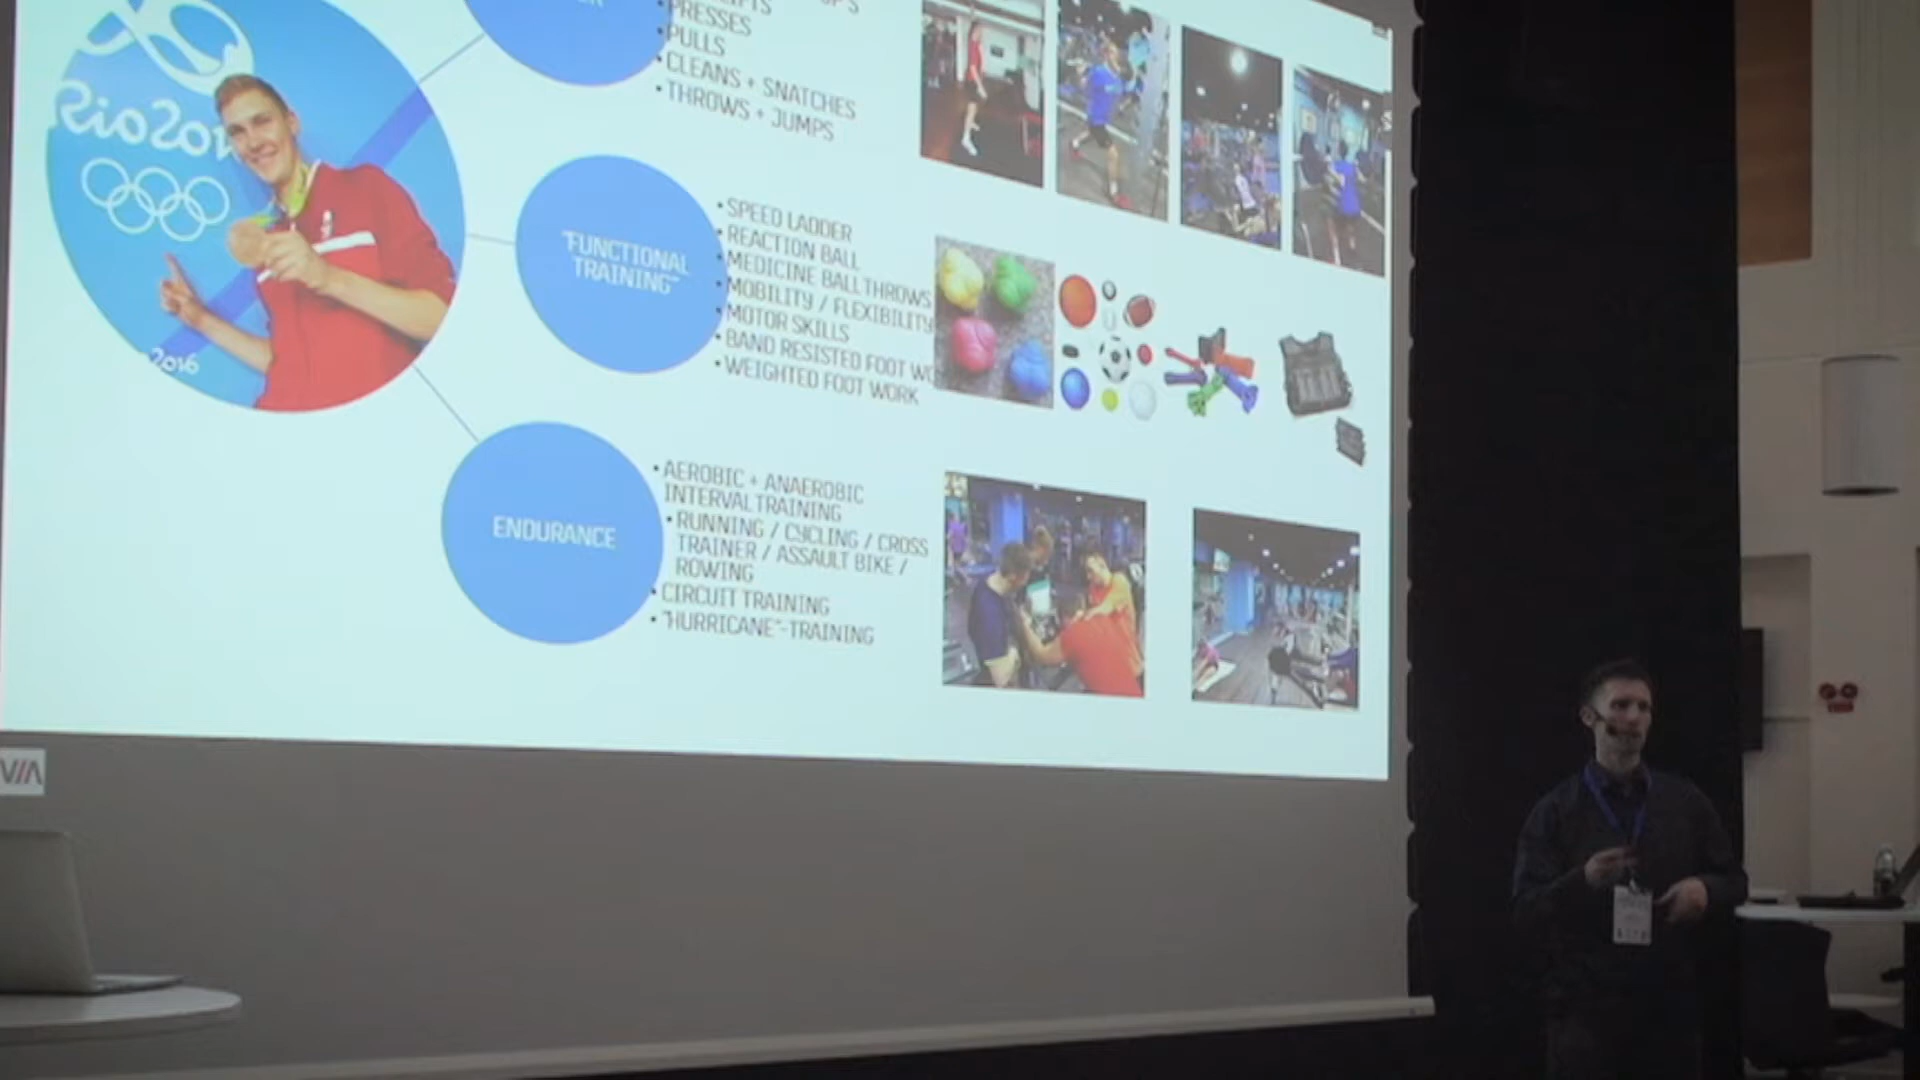 PRESSES
PULLS
CLEANS + SNATCHES
THROWS + JUMPS
Rio201
2016
"FUNCTIONAL
TRAINING"
SPEED LADDER
REACTION BALL
MEDICINE BALL THROWS
MOBILITY / FLEXIBILITY
MOTOR SKILLS
BAND RESISTED FOOT WO
WEIGHTED FOOT WORK
ENDURANCE
AEROBIC + ANAEROBIC
INTERVAL TRAINING
RUNNING / CYCLING / CROSS
TRAINER / ASSAULT BIKE /
ROWING
CIRCUIT TRAINING
"HURRICANE"-TRAINING
VIA